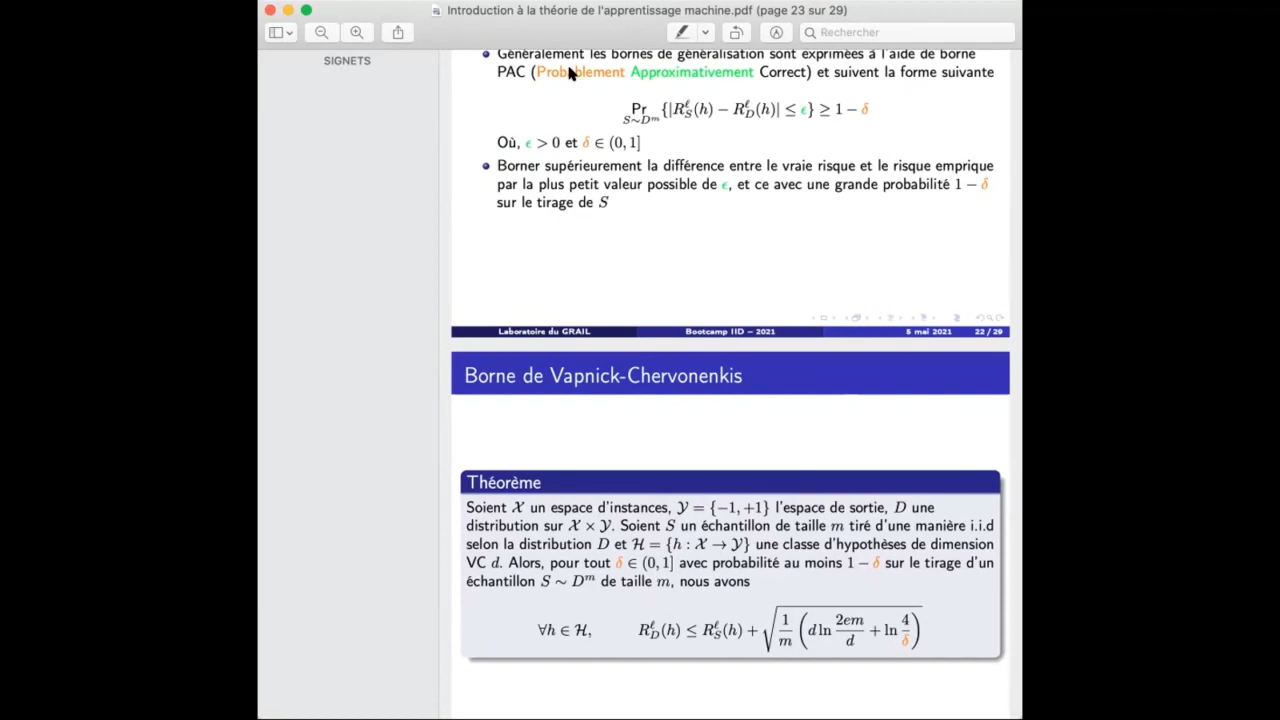 Introduction à la théorie de l'apprentissage machine.pdf (page 23 sur 29)
Rechercher
SIGNETS
Généralement les bornes de généralisation sont exprimées à l'aide de borne
PAC (Probablement Approximativement Correct) et suivent la forme suivante
Pr_{S∼D^m} {|R_S^ℓ(h) − R_D^ℓ(h)| ≤ ϵ} ≥ 1 − δ
Où, ϵ > 0 et δ ∈ (0, 1]
Borner supérieurement la différence entre le vraie risque et le risque emprique
par la plus petit valeur possible de ϵ, et ce avec une grande probabilité 1 − δ
sur le tirage de S
Laboratoire du GRAIL Bootcamp IID – 2021 5 mai 2021 22 / 29
Borne de Vapnick-Chervonenkis
Théorème
Soient 𝒳 un espace d'instances, 𝒴 = {−1, +1} l'espace de sortie, D une
distribution sur 𝒳 × 𝒴. Soient S un échantillon de taille m tiré d'une manière i.i.d
selon la distribution D et ℋ = {h : 𝒳 → 𝒴} une classe d'hypothèses de dimension
VC d. Alors, pour tout δ ∈ (0, 1] avec probabilité au moins 1 − δ sur le tirage d'un
échantillon S ∼ D^m de taille m, nous avons
∀h ∈ ℋ, R_D^ℓ(h) ≤ R_S^ℓ(h) + √(1/m (d ln 2em/d + ln 4/δ))